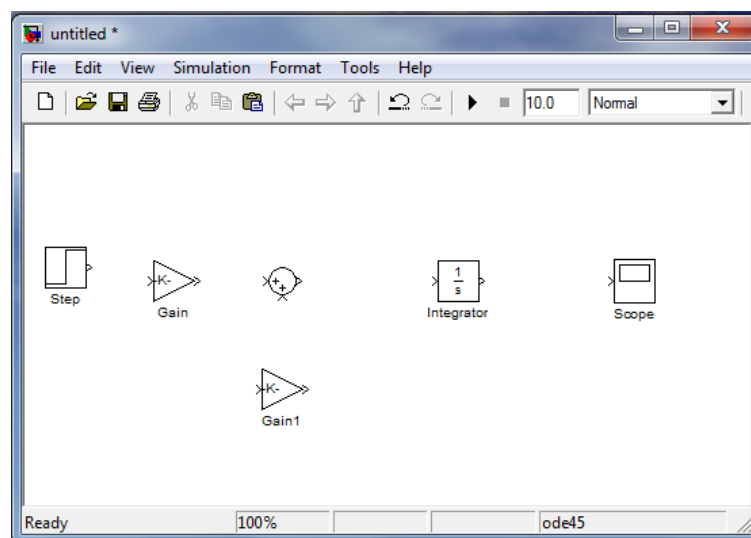 untitled *
File Edit View Simulation Format Tools Help
10.0 Normal
Step
-K-
Gain
+
+
1
s
Integrator
Scope
-K-
Gain1
Ready 100% ode45